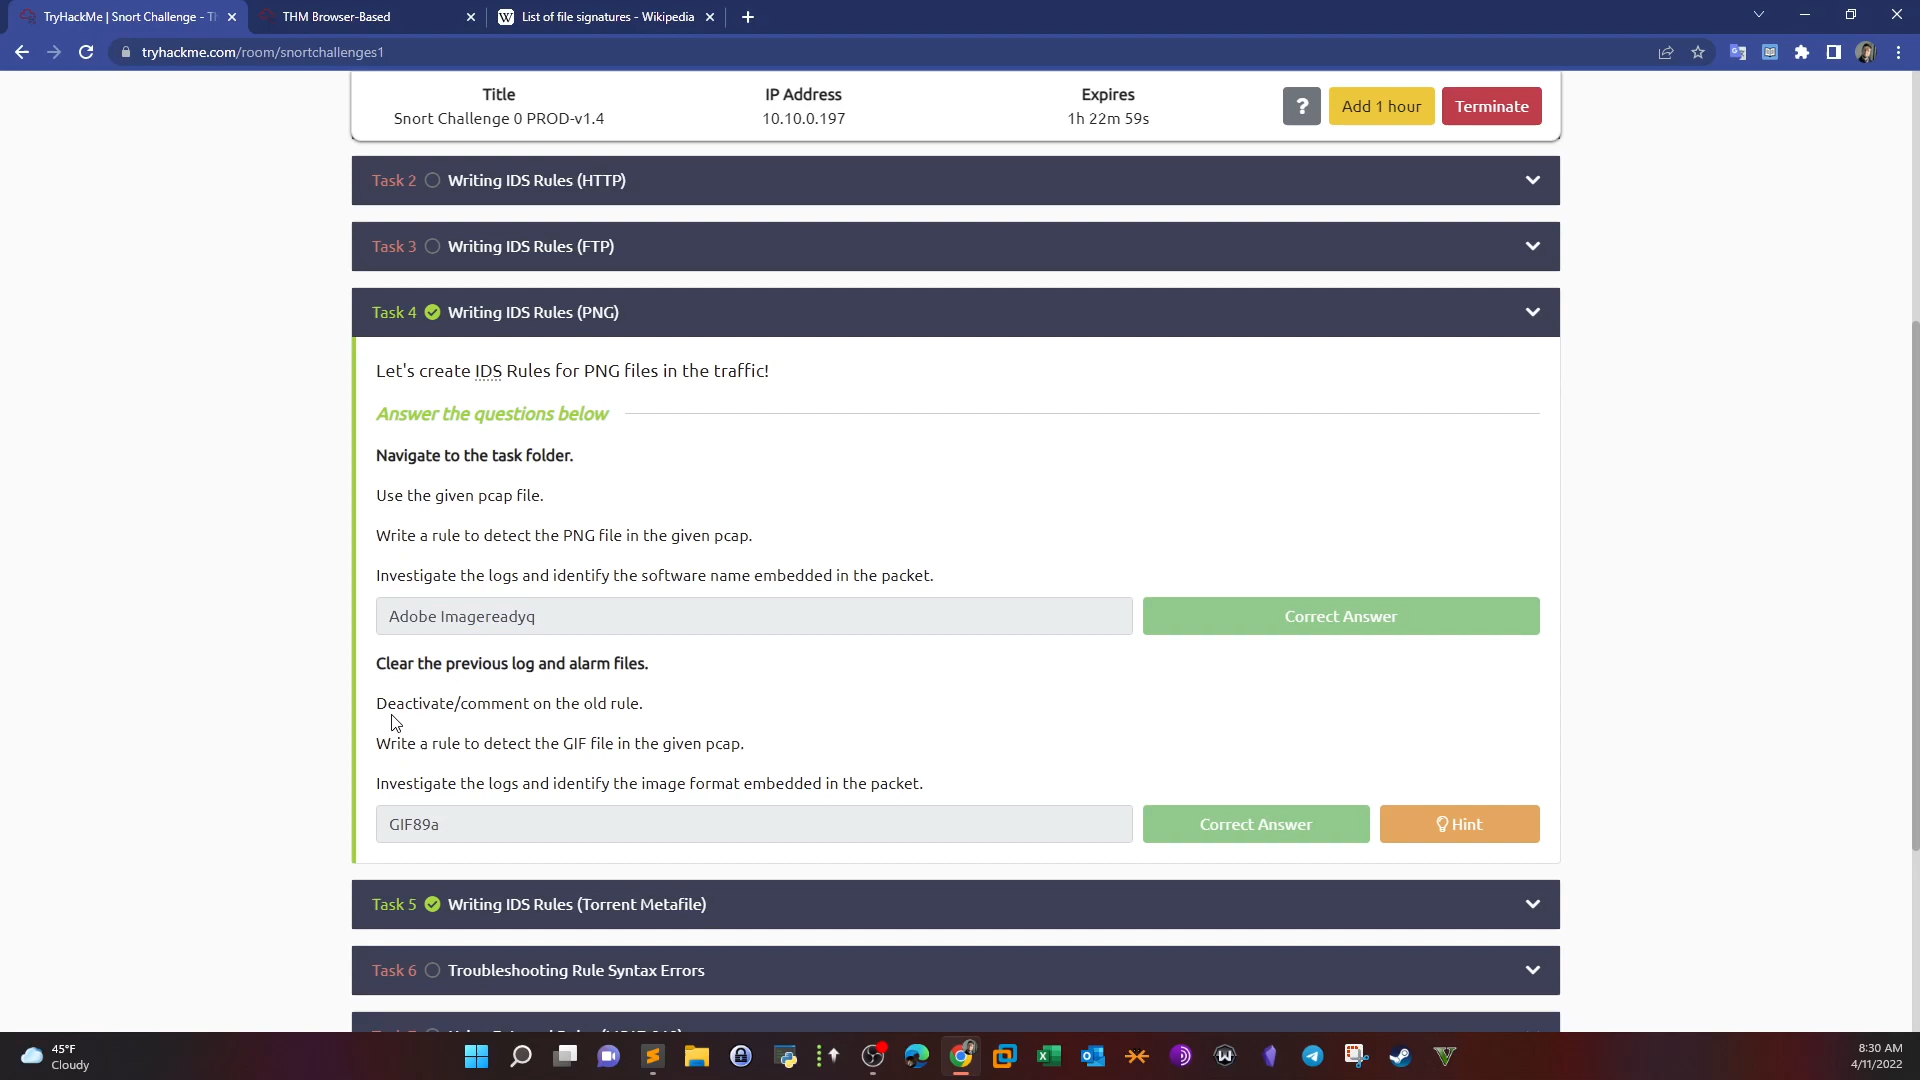 TryHackMe | Snort Challenge - Th
THM Browser-Based
List of file signatures - Wikipedia
tryhackme.com/room/snortchallenges1
Title
IP Address
Expires
Snort Challenge 0 PROD-v1.4
10.10.0.197
1h 22m 59s
?
Add 1 hour
Terminate
Task 2 Writing IDS Rules (HTTP)
Task 3 Writing IDS Rules (FTP)
Task 4 Writing IDS Rules (PNG)
Let's create IDS Rules for PNG files in the traffic!
Answer the questions below
Navigate to the task folder.
Use the given pcap file.
Write a rule to detect the PNG file in the given pcap.
Investigate the logs and identify the software name embedded in the packet.
Adobe Imagereadyq
Correct Answer
Clear the previous log and alarm files.
Deactivate/comment on the old rule.
Write a rule to detect the GIF file in the given pcap.
Investigate the logs and identify the image format embedded in the packet.
GIF89a
Correct Answer
Hint
Task 5 Writing IDS Rules (Torrent Metafile)
Task 6 Troubleshooting Rule Syntax Errors
45°F
Cloudy
8:30 AM
4/11/2022